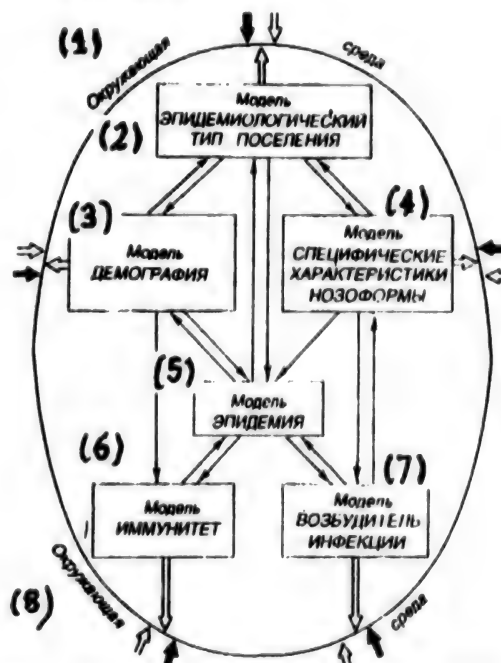 (1)
Окружающая
среда
(2)
Модель
ЭПИДЕМИОЛОГИЧЕСКИЙ
ТИП ПОСЕЛЕНИЯ
(3)
Модель
ДЕМОГРАФИЯ
(4)
Модель
СПЕЦИФИЧЕСКИЕ
ХАРАКТЕРИСТИКИ
НОЗОФОРМЫ
(5)
Модель
ЭПИДЕМИЯ
(6)
Модель
ИММУНИТЕТ
(7)
Модель
ВОЗБУДИТЕЛЬ
ИНФЕКЦИИ
(8)
Окружающая
среда